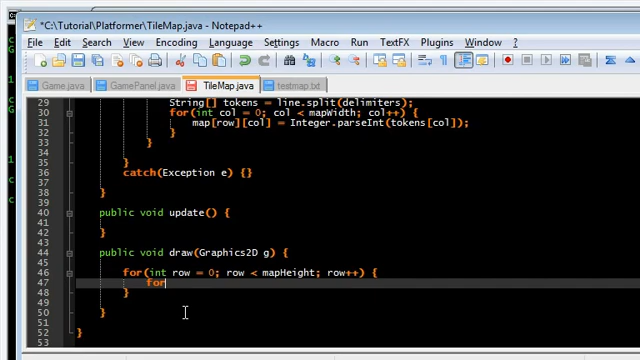 *C:\Tutorial\Platformer\TileMap.java - Notepad++
File Edit Search View Encoding Language Settings Macro Run TextFX Plugins Window ?
Game.java GamePanel.java TileMap.java testmap.txt
29 String[] tokens = line.split(delimiters);
30 for(int col = 0; col < mapWidth; col++) {
31 map[row][col] = Integer.parseInt(tokens[col]);
32 }
33 }
34
35 }
36 catch(Exception e) {}
37
38 }
39
40 public void update() {
41
42 }
43
44 public void draw(Graphics2D g) {
45
46 for(int row = 0; row < mapHeight; row++) {
47 for
48 }
49
50 }
51
52 }
53